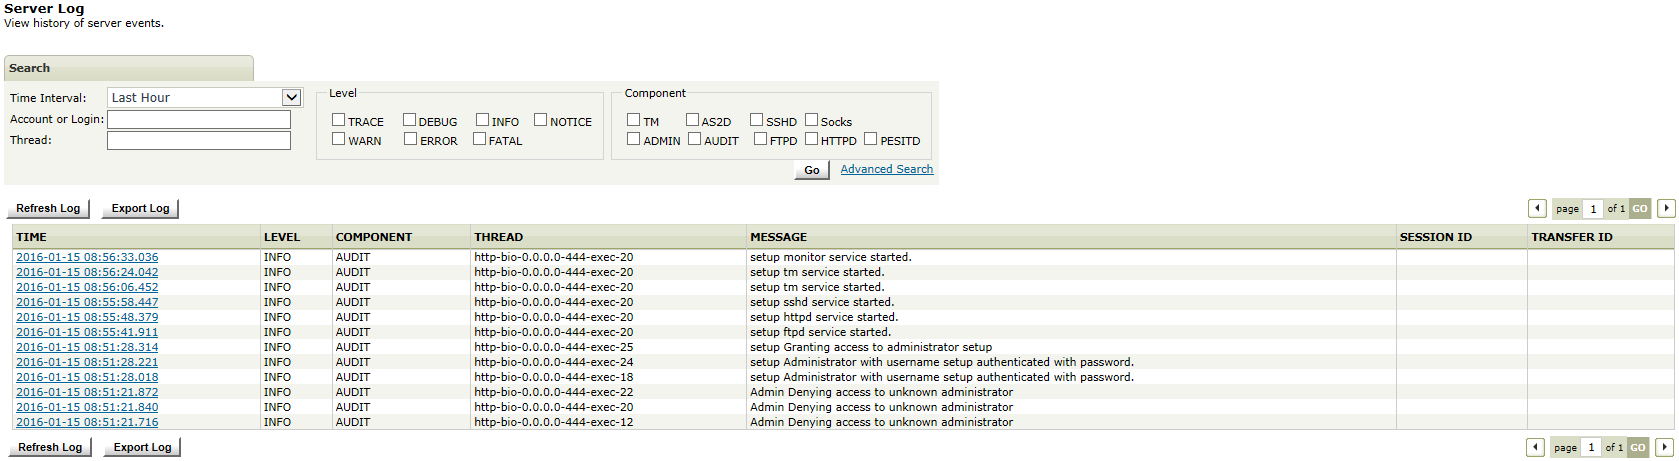 Server Log
View history of server events.
Search
Time Interval: Last Hour
Account or Login:
Thread:
Level
TRACE DEBUG INFO NOTICE
WARN ERROR FATAL
Component
TM AS2D SSHD Socks
ADMIN AUDIT FTPD HTTPD PESITD
Go Advanced Search
Refresh Log Export Log page 1 of 1 GO
TIME LEVEL COMPONENT THREAD MESSAGE SESSION ID TRANSFER ID
2016-01-15 08:56:33.036 INFO AUDIT http-bio-0.0.0.0-444-exec-20 setup monitor service started.
2016-01-15 08:56:24.042 INFO AUDIT http-bio-0.0.0.0-444-exec-20 setup tm service started.
2016-01-15 08:56:06.452 INFO AUDIT http-bio-0.0.0.0-444-exec-20 setup tm service started.
2016-01-15 08:55:58.447 INFO AUDIT http-bio-0.0.0.0-444-exec-20 setup sshd service started.
2016-01-15 08:55:48.379 INFO AUDIT http-bio-0.0.0.0-444-exec-20 setup httpd service started.
2016-01-15 08:55:41.911 INFO AUDIT http-bio-0.0.0.0-444-exec-20 setup ftpd service started.
2016-01-15 08:51:28.314 INFO AUDIT http-bio-0.0.0.0-444-exec-25 setup Granting access to administrator setup
2016-01-15 08:51:28.221 INFO AUDIT http-bio-0.0.0.0-444-exec-24 setup Administrator with username setup authenticated with password.
2016-01-15 08:51:28.018 INFO AUDIT http-bio-0.0.0.0-444-exec-18 setup Administrator with username setup authenticated with password.
2016-01-15 08:51:21.872 INFO AUDIT http-bio-0.0.0.0-444-exec-22 Admin Denying access to unknown administrator
2016-01-15 08:51:21.840 INFO AUDIT http-bio-0.0.0.0-444-exec-20 Admin Denying access to unknown administrator
2016-01-15 08:51:21.716 INFO AUDIT http-bio-0.0.0.0-444-exec-12 Admin Denying access to unknown administrator
Refresh Log Export Log page 1 of 1 GO